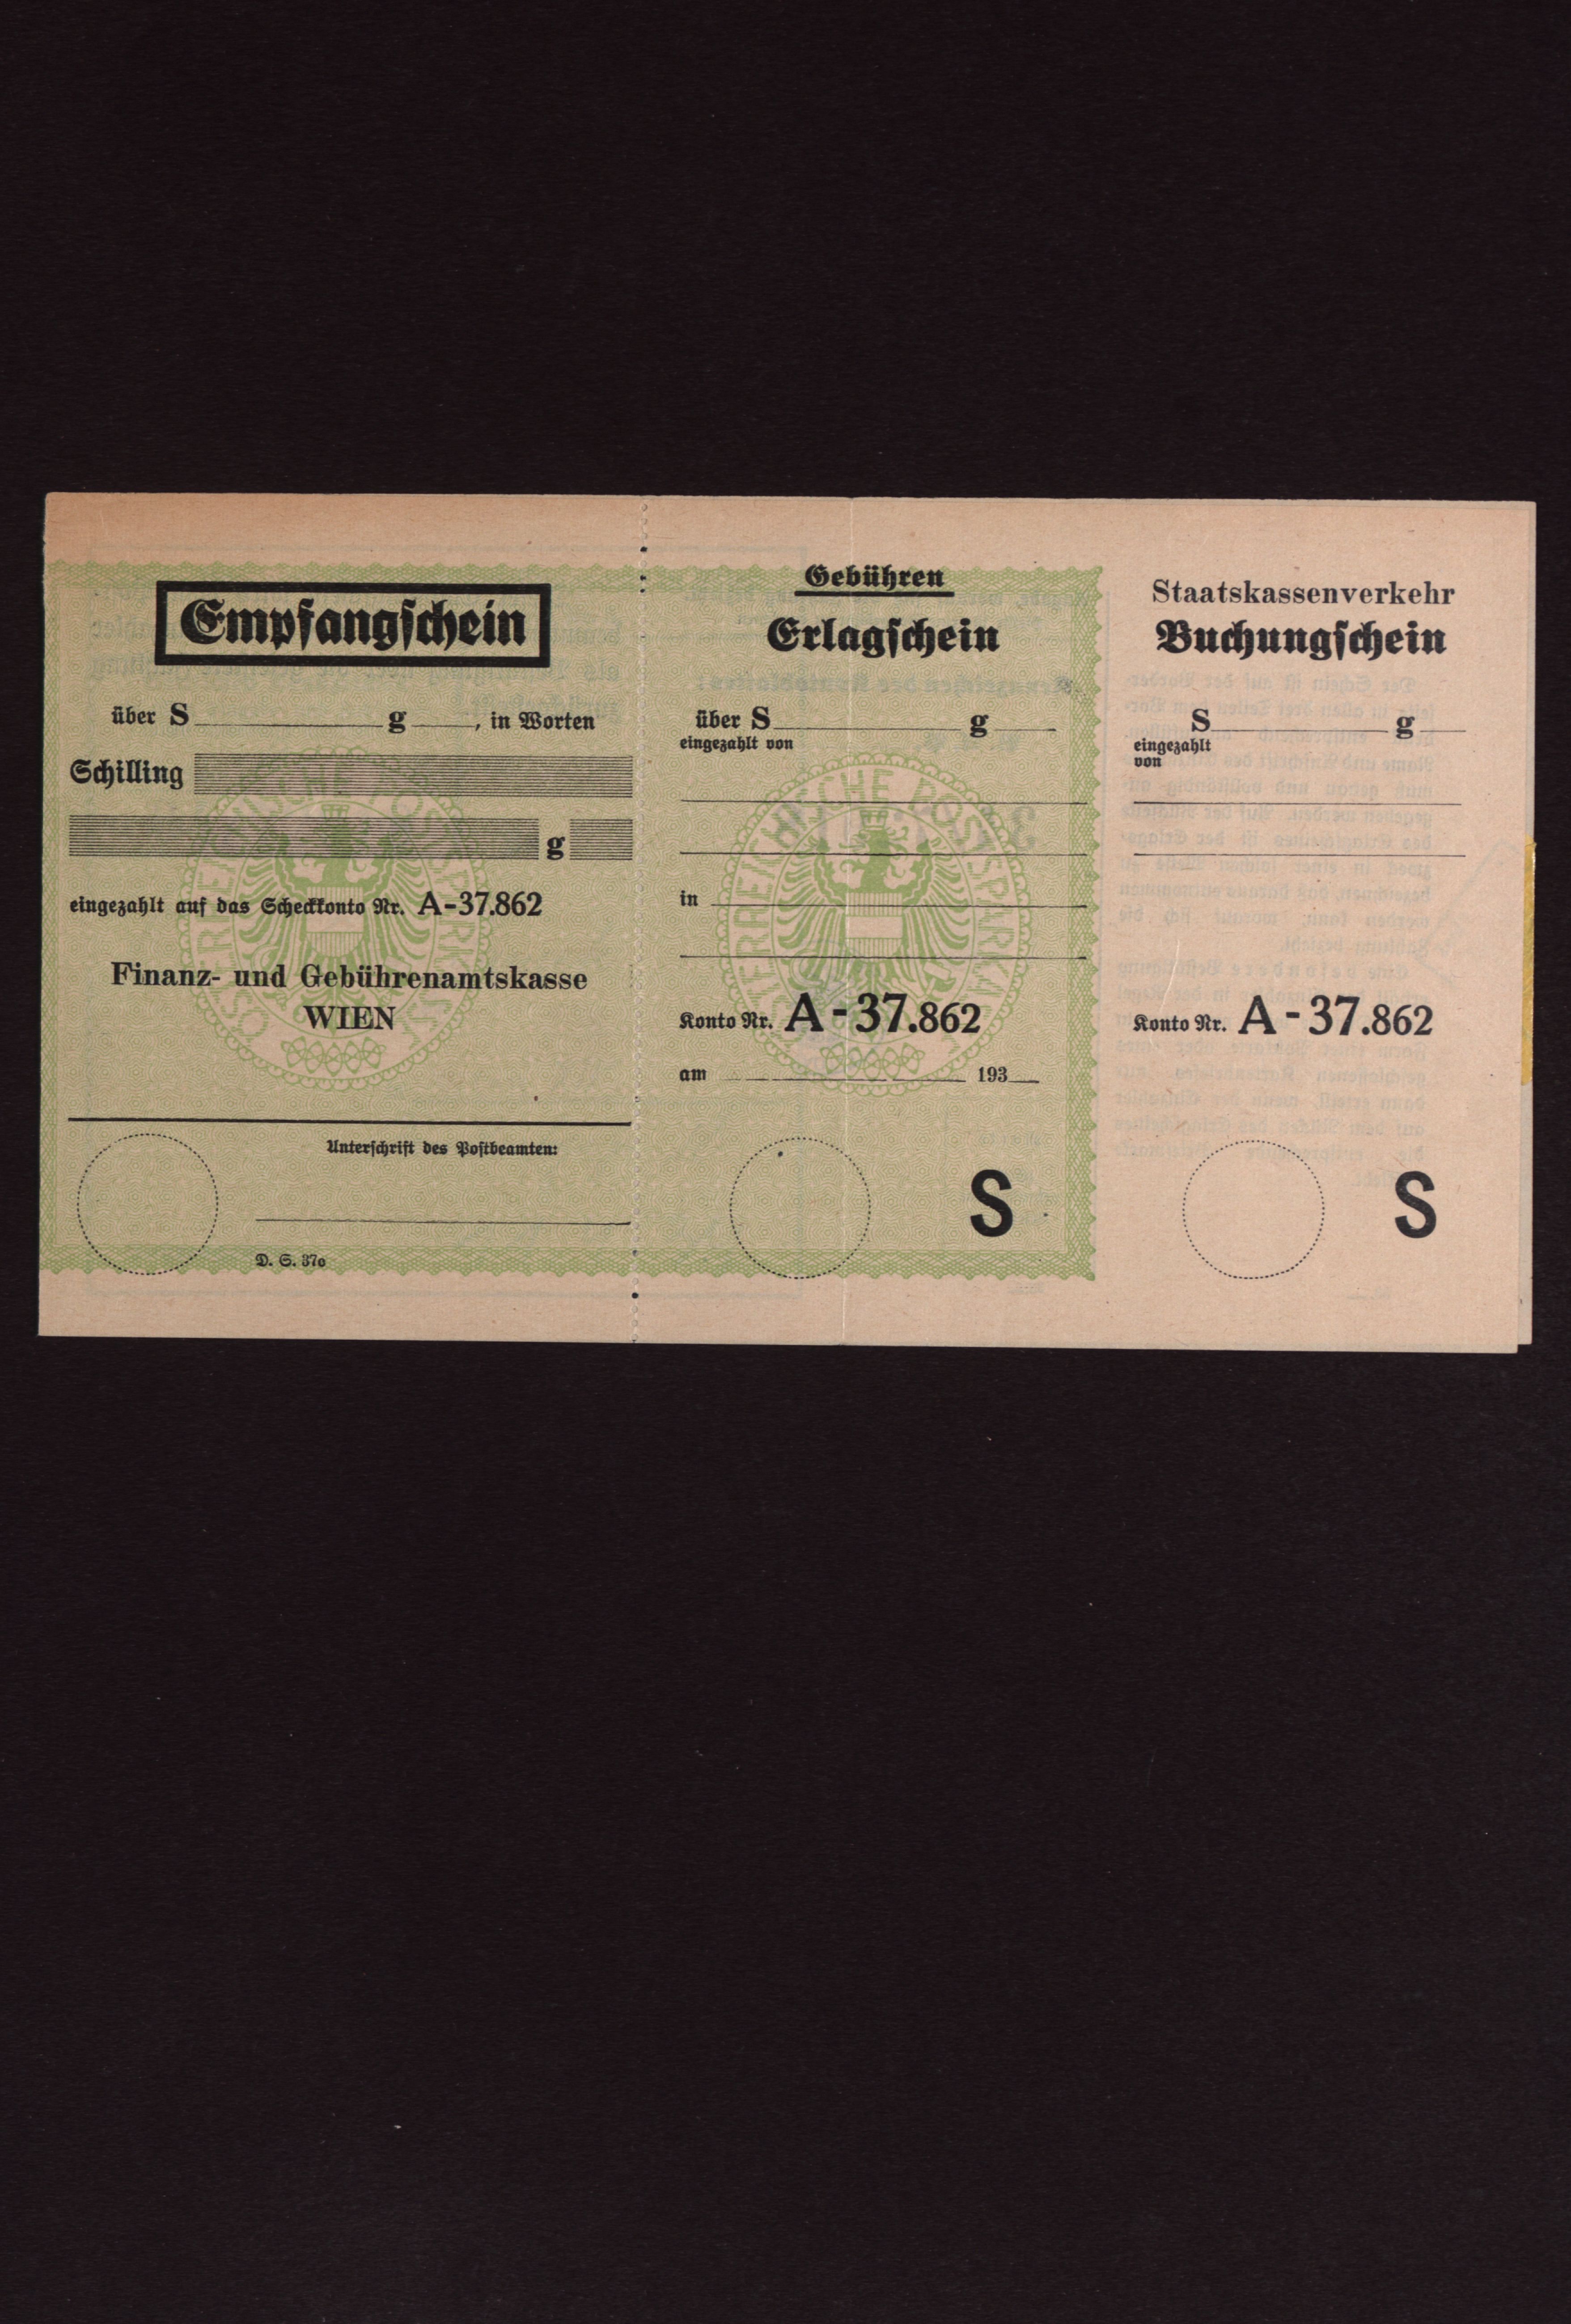 Empfangschein
über S g , in Worten
Schilling
g
eingezahlt auf das Scheckkonto Nr. A-37.862
Finanz- und Gebührenamtskasse
WIEN
Unterschrift des Postbeamten:
D. S. 370
Gebühren
Erlagschein
über S g
eingezahlt von
in
Konto Nr. A-37.862
am 193
S
Staatskassenverkehr
Buchungschein
S g
eingezahlt
von
Konto Nr. A-37.862
S